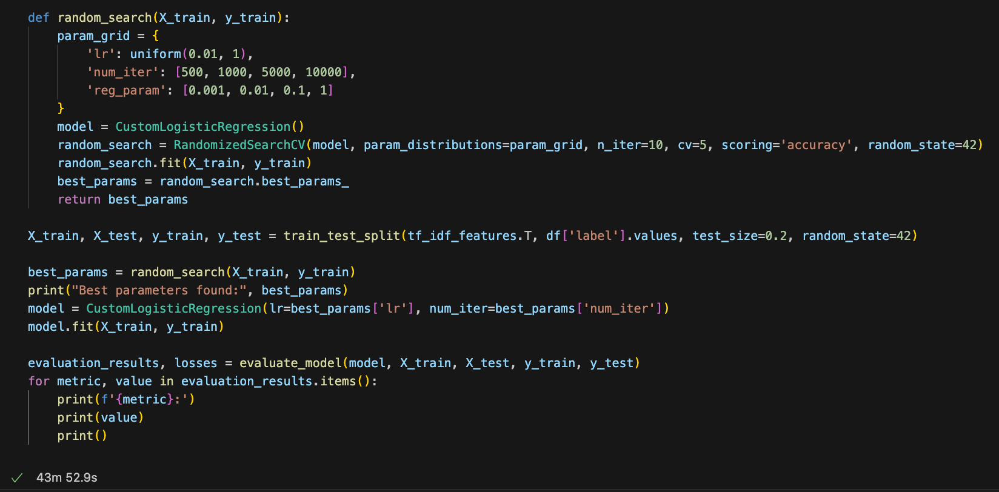 def random_search(X_train, y_train):
    param_grid = {
        'lr': uniform(0.01, 1),
        'num_iter': [500, 1000, 5000, 10000],
        'reg_param': [0.001, 0.01, 0.1, 1]
    }
    model = CustomLogisticRegression()
    random_search = RandomizedSearchCV(model, param_distributions=param_grid, n_iter=10, cv=5, scoring='accuracy', random_state=42)
    random_search.fit(X_train, y_train)
    best_params = random_search.best_params_
    return best_params

X_train, X_test, y_train, y_test = train_test_split(tf_idf_features.T, df['label'].values, test_size=0.2, random_state=42)

best_params = random_search(X_train, y_train)
print("Best parameters found:", best_params)
model = CustomLogisticRegression(lr=best_params['lr'], num_iter=best_params['num_iter'])
model.fit(X_train, y_train)

evaluation_results, losses = evaluate_model(model, X_train, X_test, y_train, y_test)
for metric, value in evaluation_results.items():
    print(f'{metric}:')
    print(value)
    print()

43m 52.9s